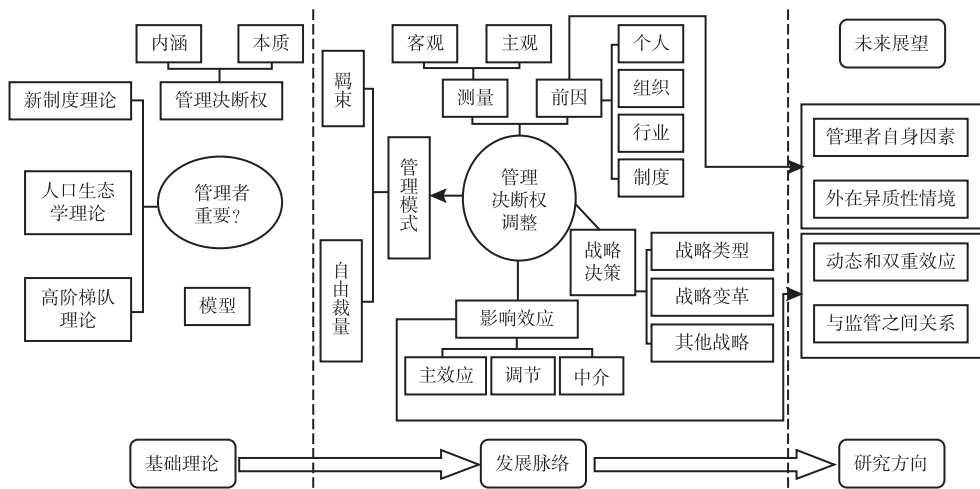 内涵
本质
新制度理论
管理决断权
人口生态
学理论
管理者
重要?
高阶梯队
理论
模型
羁束
自由裁量
管理模式
客观
主观
测量
前因
个人
组织
行业
制度
管理
决断权
调整
战略
决策
战略类型
战略变革
其他战略
影响效应
主效应
调节
中介
未来展望
管理者自身因素
外在异质性情境
动态和双重效应
与监管之间关系
基础理论
发展脉络
研究方向